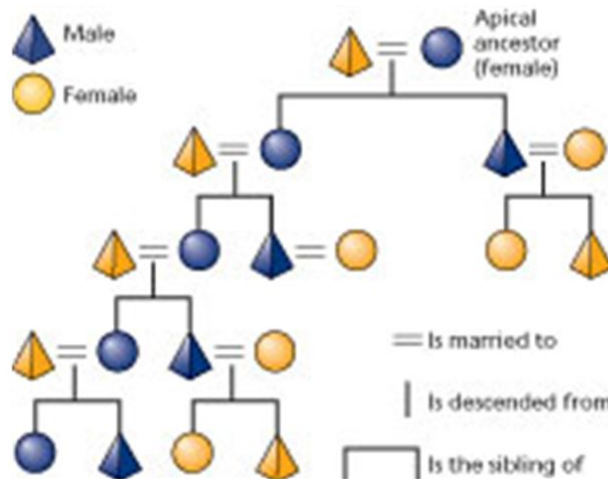 Male
Female
Apical
ancestor
(female)
Is married to
Is descended from
Is the sibling of